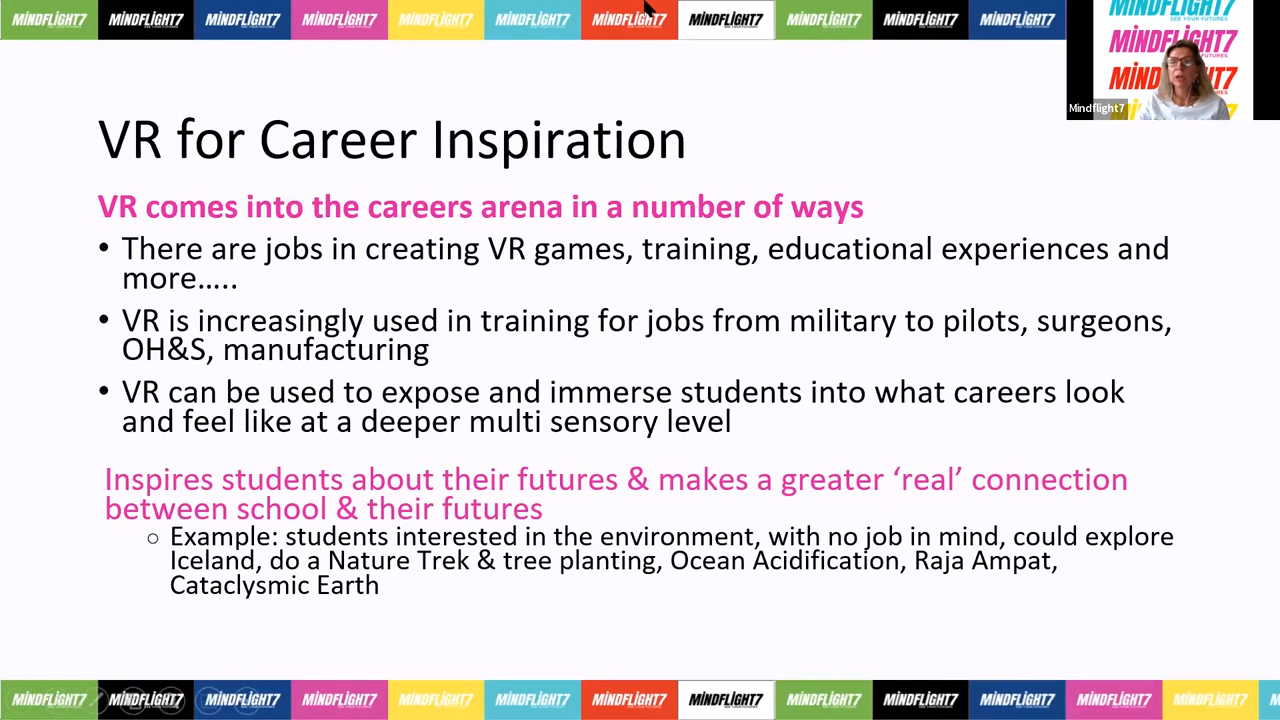 MINDFLIGHT7 MINDFLIGHT7 MINDFLIGHT7 MINDFLIGHT7 MINDFLIGHT7 MINDFLIGHT7 MINDFLIGHT7 MINDFLIGHT7 MINDFLIGHT7 MINDFLIGHT7 MINDFLIGHT7
MINDFLIGHT7
SEE YOUR FUTURES
MINDFLIGHT7
Mindflight7
VR for Career Inspiration
VR comes into the careers arena in a number of ways
• There are jobs in creating VR games, training, educational experiences and
more…..
• VR is increasingly used in training for jobs from military to pilots, surgeons,
OH&S, manufacturing
• VR can be used to expose and immerse students into what careers look
and feel like at a deeper multi sensory level
Inspires students about their futures & makes a greater ‘real’ connection
between school & their futures
○ Example: students interested in the environment, with no job in mind, could explore
Iceland, do a Nature Trek & tree planting, Ocean Acidification, Raja Ampat,
Cataclysmic Earth
MINDFLIGHT7 MINDFLIGHT7 MINDFLIGHT7 MINDFLIGHT7 MINDFLIGHT7 MINDFLIGHT7 MINDFLIGHT7 MINDFLIGHT7 MINDFLIGHT7 MINDFLIGHT7 MINDFLIGHT7 MINDFLIGHT7 MINDFLIGHT7